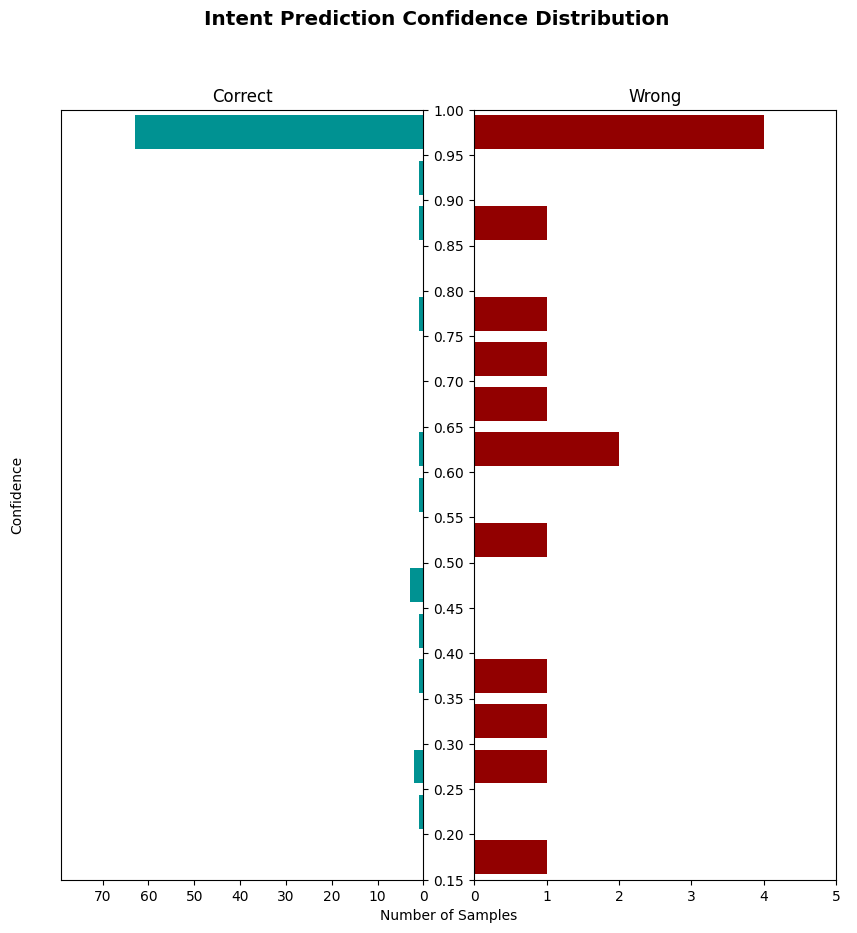 Intent Prediction Confidence Distribution
Correct
Wrong
1.00
0.95
0.90
0.85
0.80
0.75
0.70
0.65
0.60
0.55
0.50
0.45
0.40
0.35
0.30
0.25
0.20
0.15
Confidence
70 60 50 40 30 20 10 0
0 1 2 3 4 5
Number of Samples